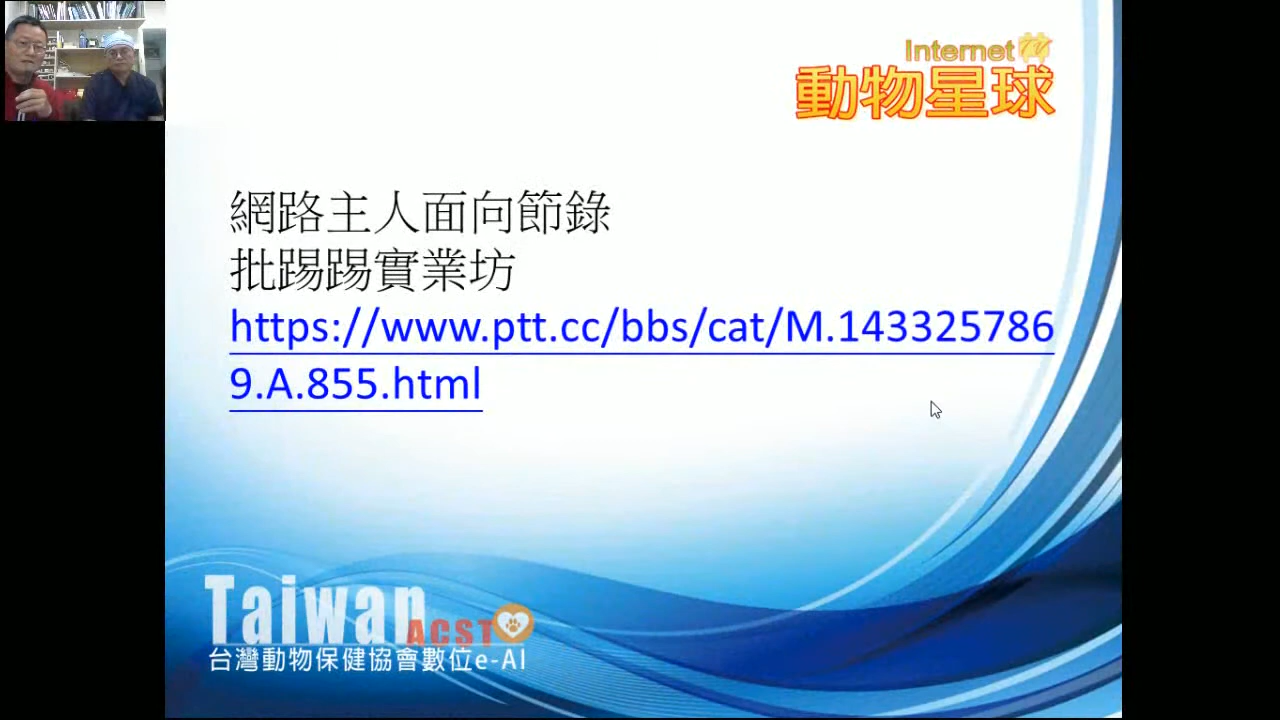 Internet TV
動物星球
網路主人面向節錄
批踢踢實業坊
https://www.ptt.cc/bbs/cat/M.143325786
9.A.855.html
Taiwan
ACST
台灣動物保健協會數位e-AI